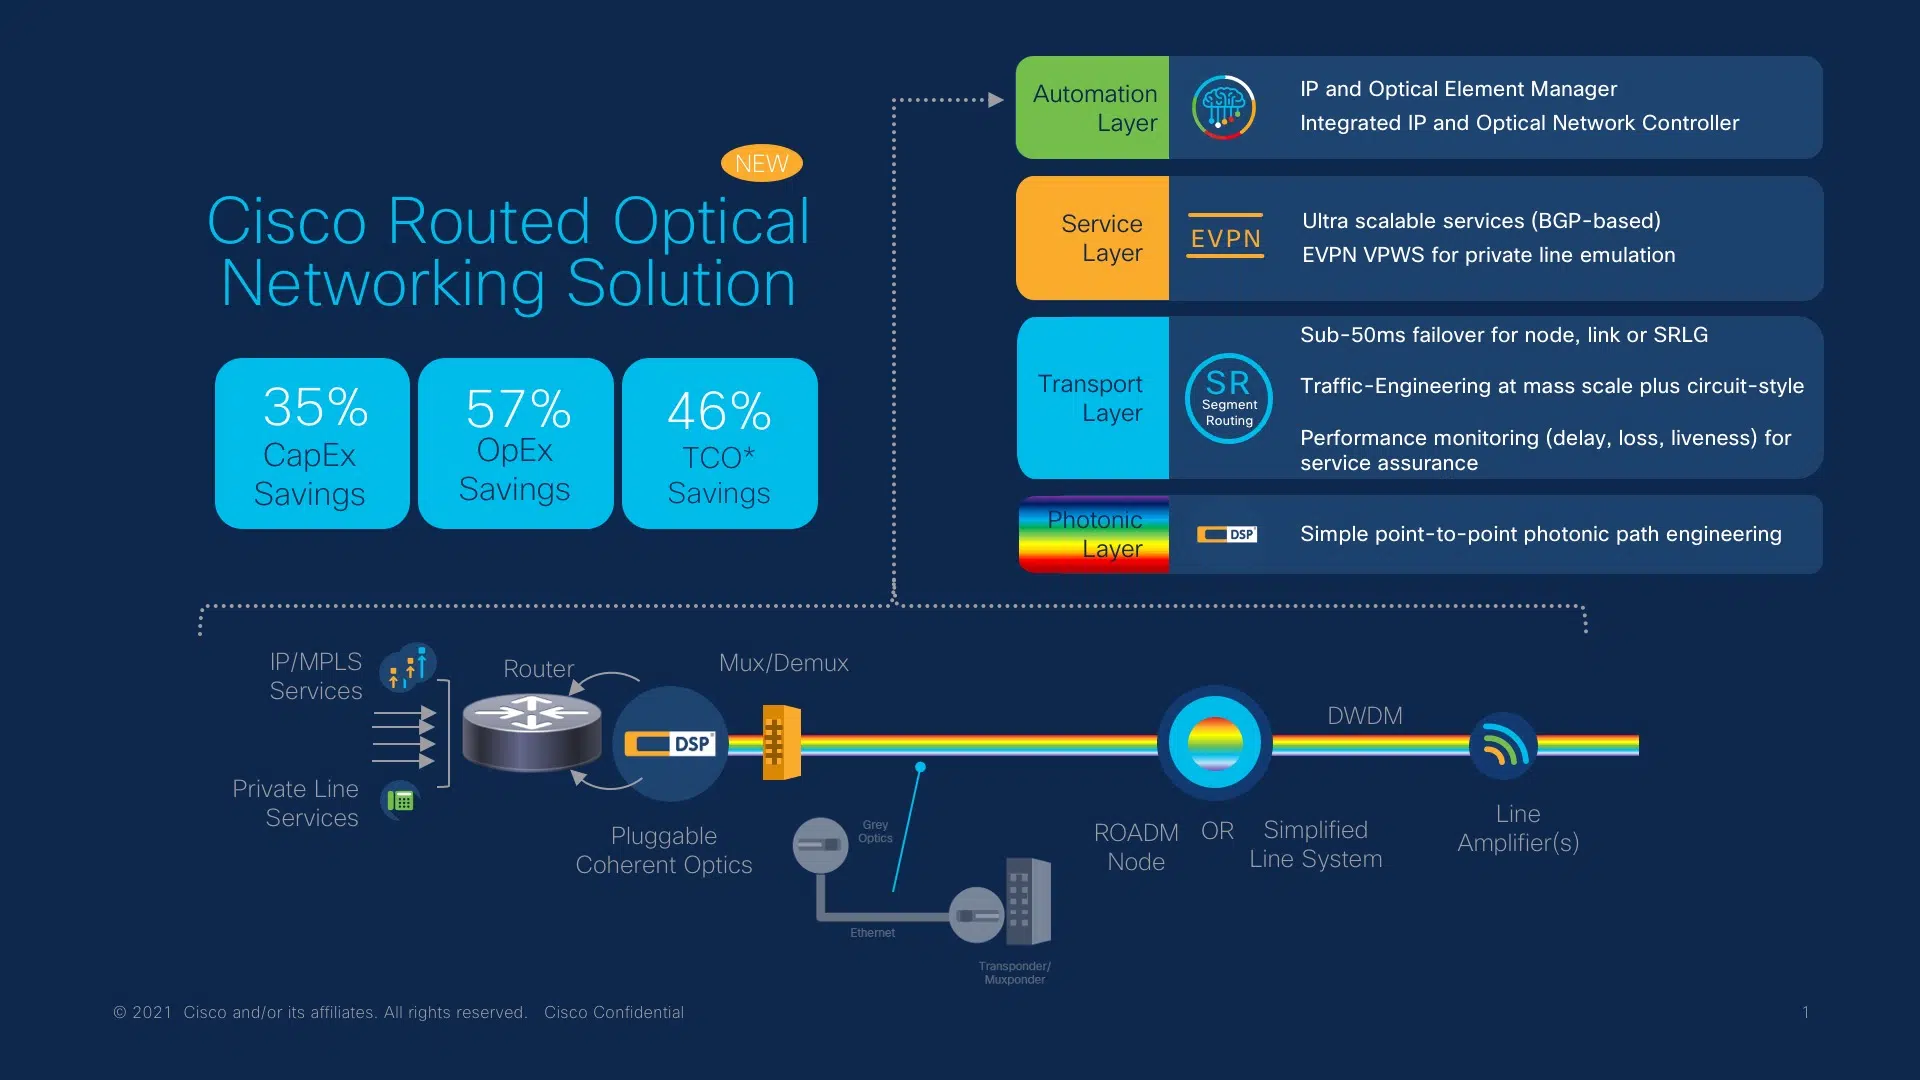 NEW
Cisco Routed Optical
Networking Solution
35%
CapEx
Savings
57%
OpEx
Savings
46%
TCO*
Savings
Automation
Layer
IP and Optical Element Manager
Integrated IP and Optical Network Controller
Service
Layer
EVPN
Ultra scalable services (BGP-based)
EVPN VPWS for private line emulation
Transport
Layer
SR
Segment
Routing
Sub-50ms failover for node, link or SRLG
Traffic-Engineering at mass scale plus circuit-style
Performance monitoring (delay, loss, liveness) for
service assurance
Photonic
Layer
DSP
Simple point-to-point photonic path engineering
IP/MPLS
Services
Private Line
Services
Router
DSP
Pluggable
Coherent Optics
Mux/Demux
Grey
Optics
Ethernet
Transponder/
Muxponder
ROADM
Node
OR
Simplified
Line System
DWDM
Line
Amplifier(s)
© 2021 Cisco and/or its affiliates. All rights reserved. Cisco Confidential
1